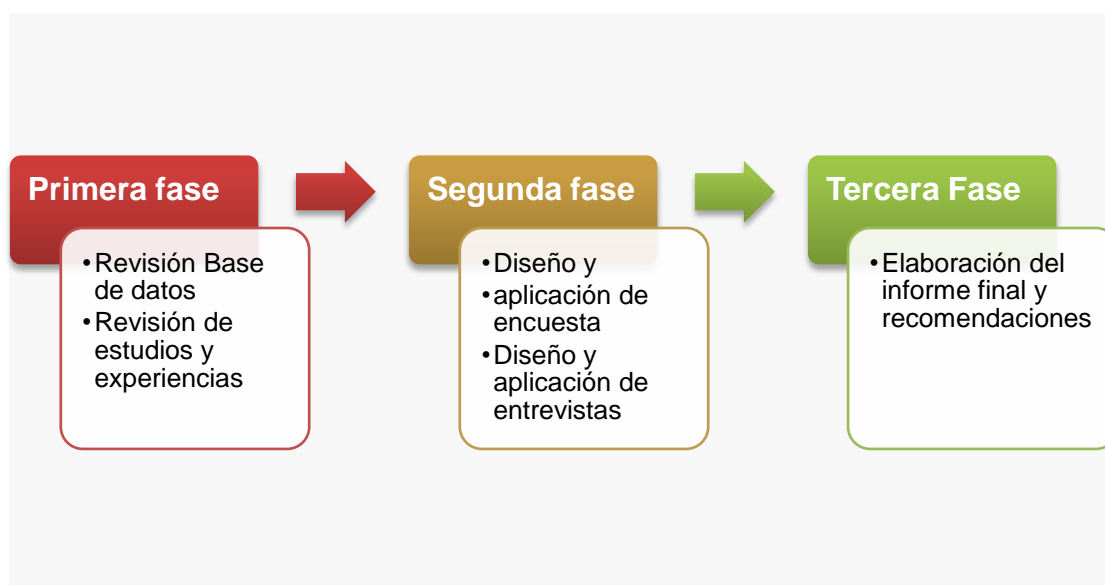 Primera fase
•Revisión Base
de datos
•Revisión de
estudios y
experiencias
Segunda fase
•Diseño y
•aplicación de
encuesta
•Diseño y
aplicación de
entrevistas
Tercera Fase
•Elaboración del
informe final y
recomendaciones